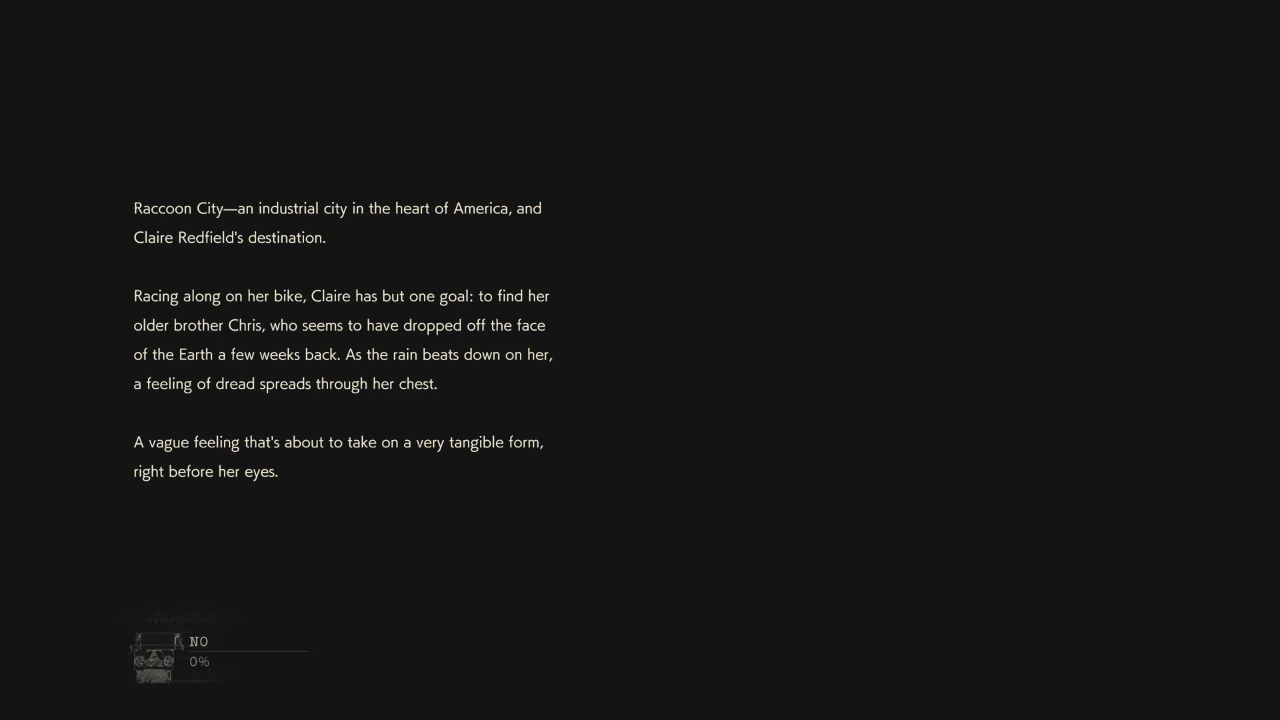 Raccoon City—an industrial city in the heart of America, and
Claire Redfield's destination.
Racing along on her bike, Claire has but one goal: to find her
older brother Chris, who seems to have dropped off the face
of the Earth a few weeks back. As the rain beats down on her,
a feeling of dread spreads through her chest.
A vague feeling that's about to take on a very tangible form,
right before her eyes.
NO
0%